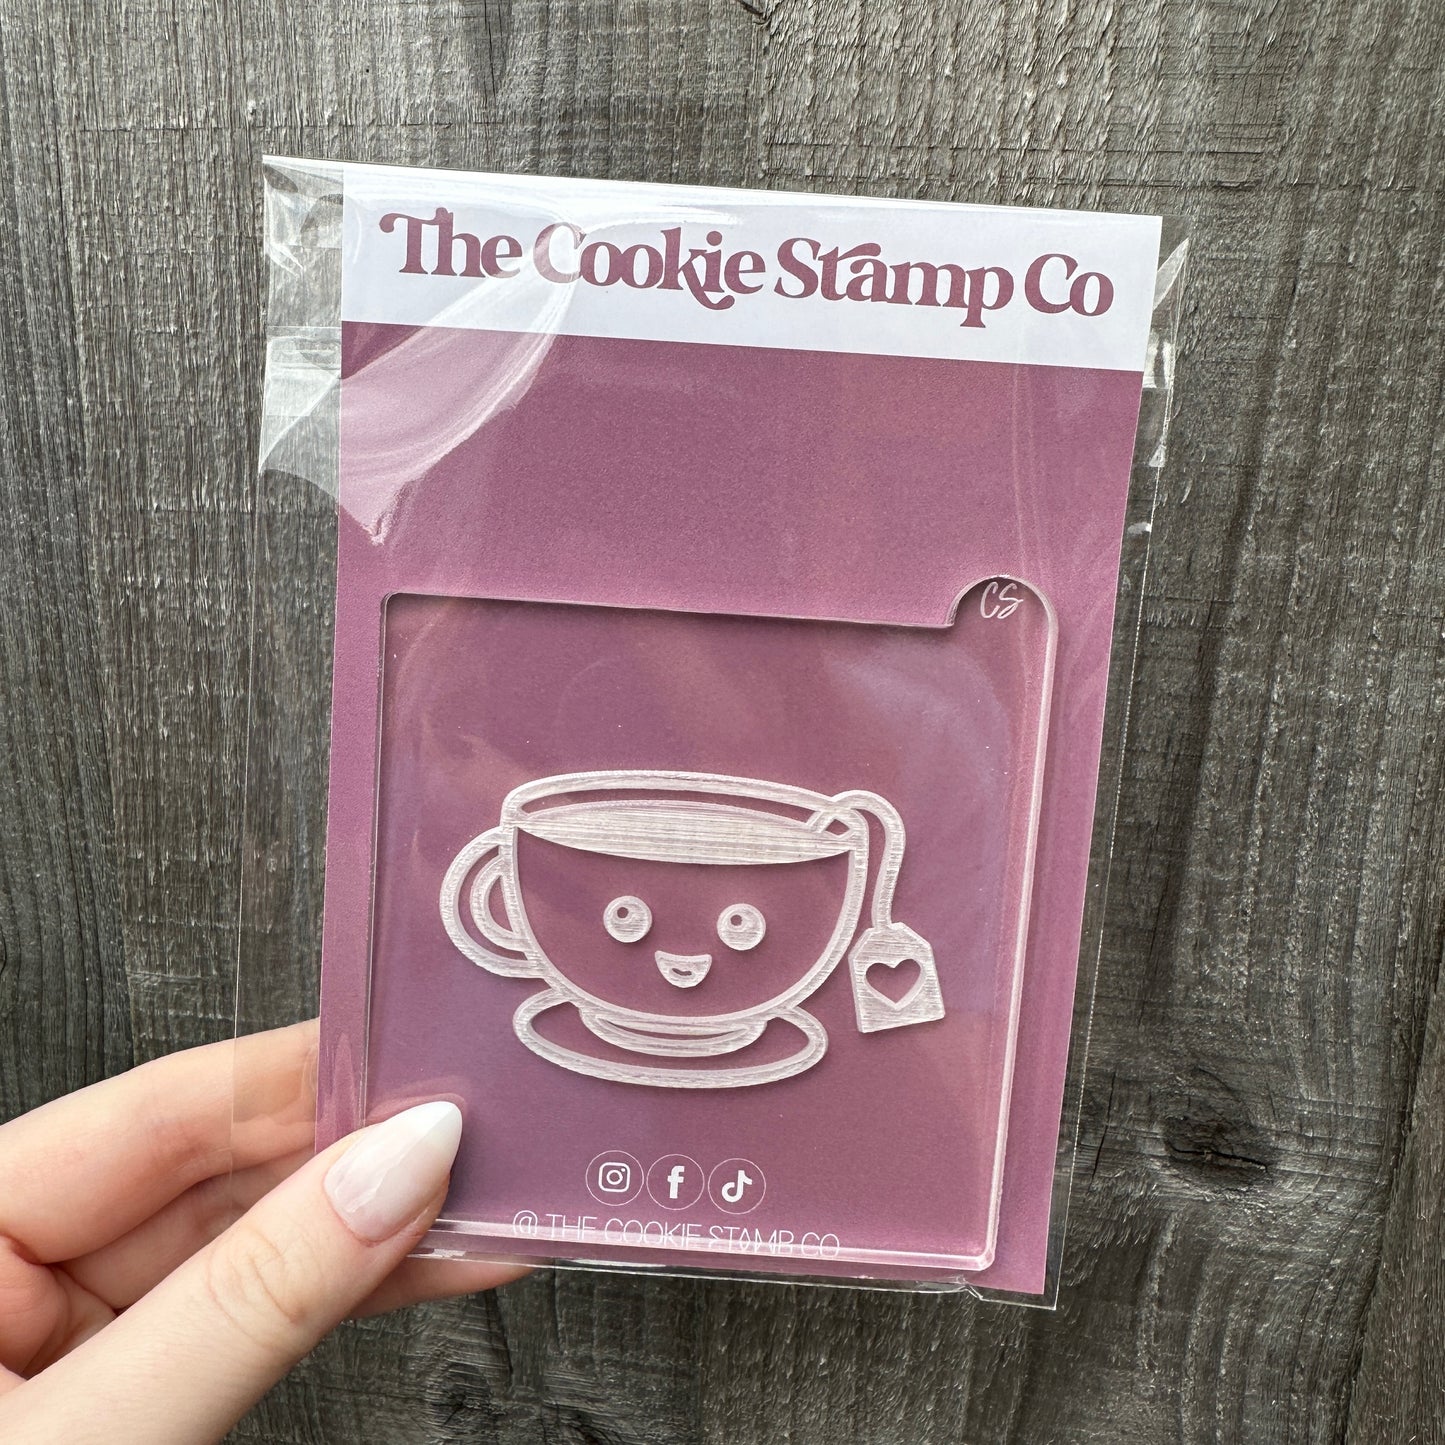 The Cookie Stamp Co
CS
@ THE COOKIE STAMP CO